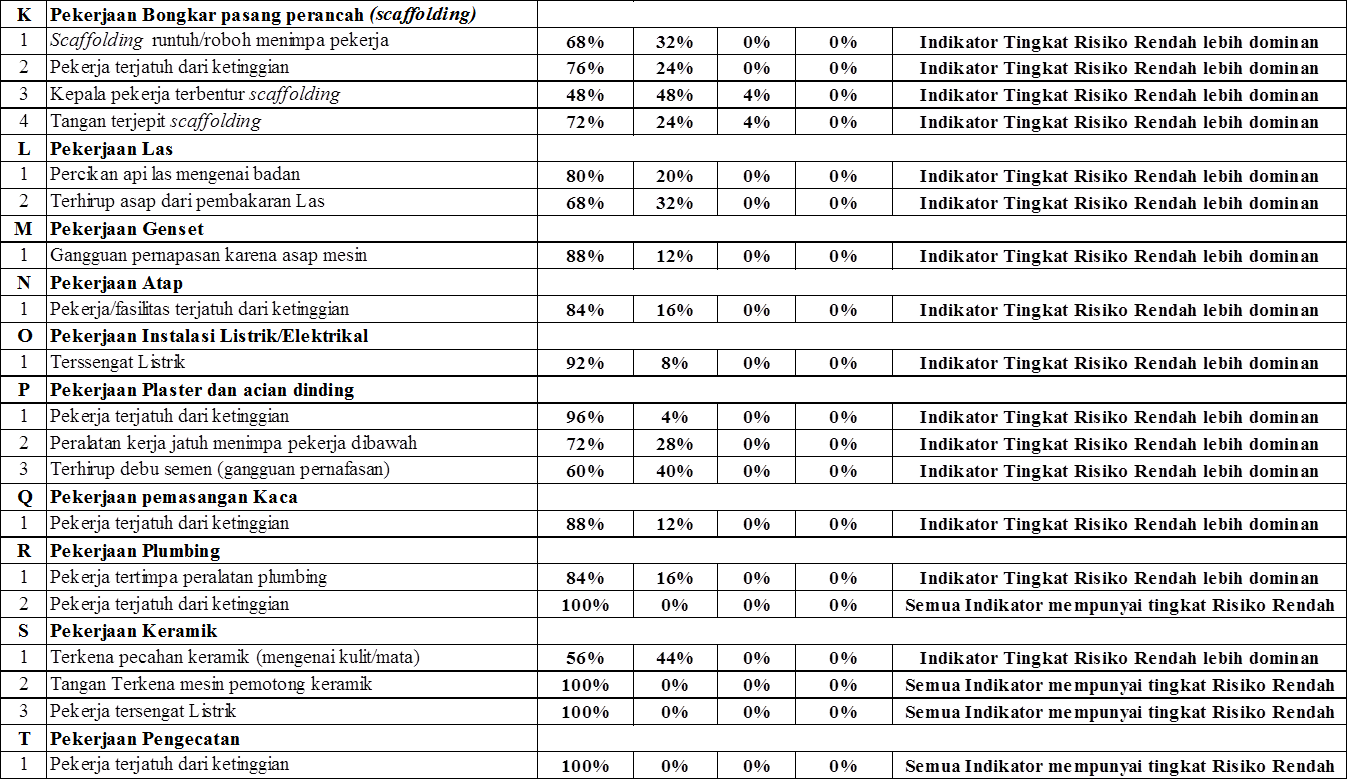 K Pekerjaan Bongkar pasang perancah (scaffolding)
1 Scaffolding runtuh/roboh menimpa pekerja 68% 32% 0% 0% Indikator Tingkat Risiko Rendah lebih dominan
2 Pekerja terjatuh dari ketinggian 76% 24% 0% 0% Indikator Tingkat Risiko Rendah lebih dominan
3 Kepala pekerja terbentur scaffolding 48% 48% 4% 0% Indikator Tingkat Risiko Rendah lebih dominan
4 Tangan terjepit scaffolding 72% 24% 4% 0% Indikator Tingkat Risiko Rendah lebih dominan
L Pekerjaan Las
1 Percikan api las mengenai badan 80% 20% 0% 0% Indikator Tingkat Risiko Rendah lebih dominan
2 Terhirup asap dari pembakaran Las 68% 32% 0% 0% Indikator Tingkat Risiko Rendah lebih dominan
M Pekerjaan Genset
1 Gangguan pernapasan karena asap mesin 88% 12% 0% 0% Indikator Tingkat Risiko Rendah lebih dominan
N Pekerjaan Atap
1 Pekerja/fasilitas terjatuh dari ketinggian 84% 16% 0% 0% Indikator Tingkat Risiko Rendah lebih dominan
O Pekerjaan Instalasi Listrik/Elektrikal
1 Terssengat Listrik 92% 8% 0% 0% Indikator Tingkat Risiko Rendah lebih dominan
P Pekerjaan Plaster dan acian dinding
1 Pekerja terjatuh dari ketinggian 96% 4% 0% 0% Indikator Tingkat Risiko Rendah lebih dominan
2 Peralatan kerja jatuh menimpa pekerja dibawah 72% 28% 0% 0% Indikator Tingkat Risiko Rendah lebih dominan
3 Terhirup debu semen (gangguan pernafasan) 60% 40% 0% 0% Indikator Tingkat Risiko Rendah lebih dominan
Q Pekerjaan pemasangan Kaca
1 Pekerja terjatuh dari ketinggian 88% 12% 0% 0% Indikator Tingkat Risiko Rendah lebih dominan
R Pekerjaan Plumbing
1 Pekerja tertimpa peralatan plumbing 84% 16% 0% 0% Indikator Tingkat Risiko Rendah lebih dominan
2 Pekerja terjatuh dari ketinggian 100% 0% 0% 0% Semua Indikator mempunyai tingkat Risiko Rendah
S Pekerjaan Keramik
1 Terkena pecahan keramik (mengenai kulit/mata) 56% 44% 0% 0% Indikator Tingkat Risiko Rendah lebih dominan
2 Tangan Terkena mesin pemotong keramik 100% 0% 0% 0% Semua Indikator mempunyai tingkat Risiko Rendah
3 Pekerja tersengat Listrik 100% 0% 0% 0% Semua Indikator mempunyai tingkat Risiko Rendah
T Pekerjaan Pengecatan
1 Pekerja terjatuh dari ketinggian 100% 0% 0% 0% Semua Indikator mempunyai tingkat Risiko Rendah